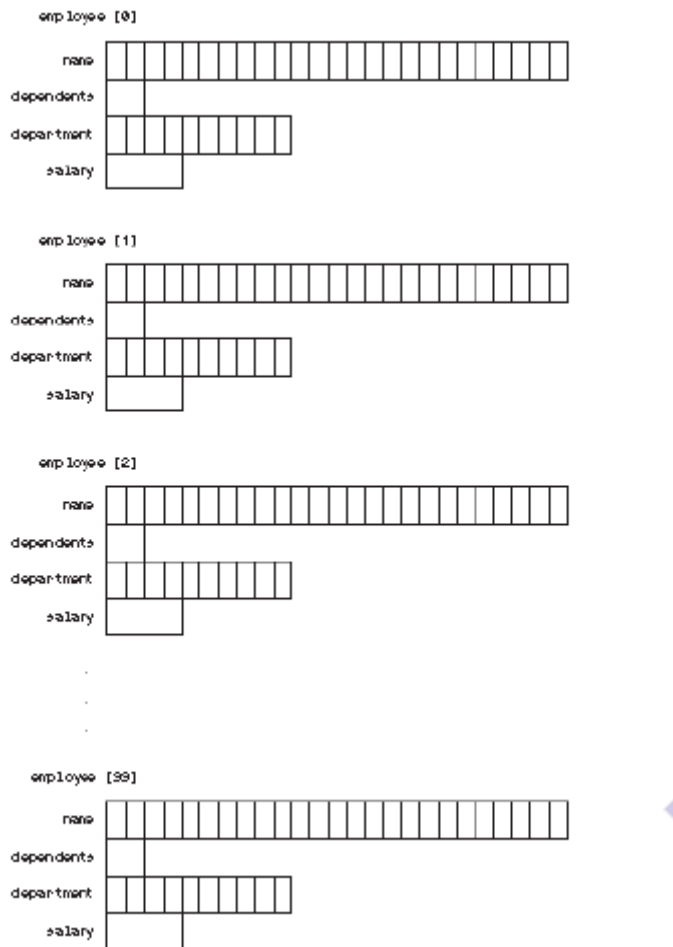 employee [0]
name
dependents
department
salary
employee [1]
name
dependents
department
salary
employee [2]
name
dependents
department
salary
.
.
.
employee [99]
name
dependents
department
salary